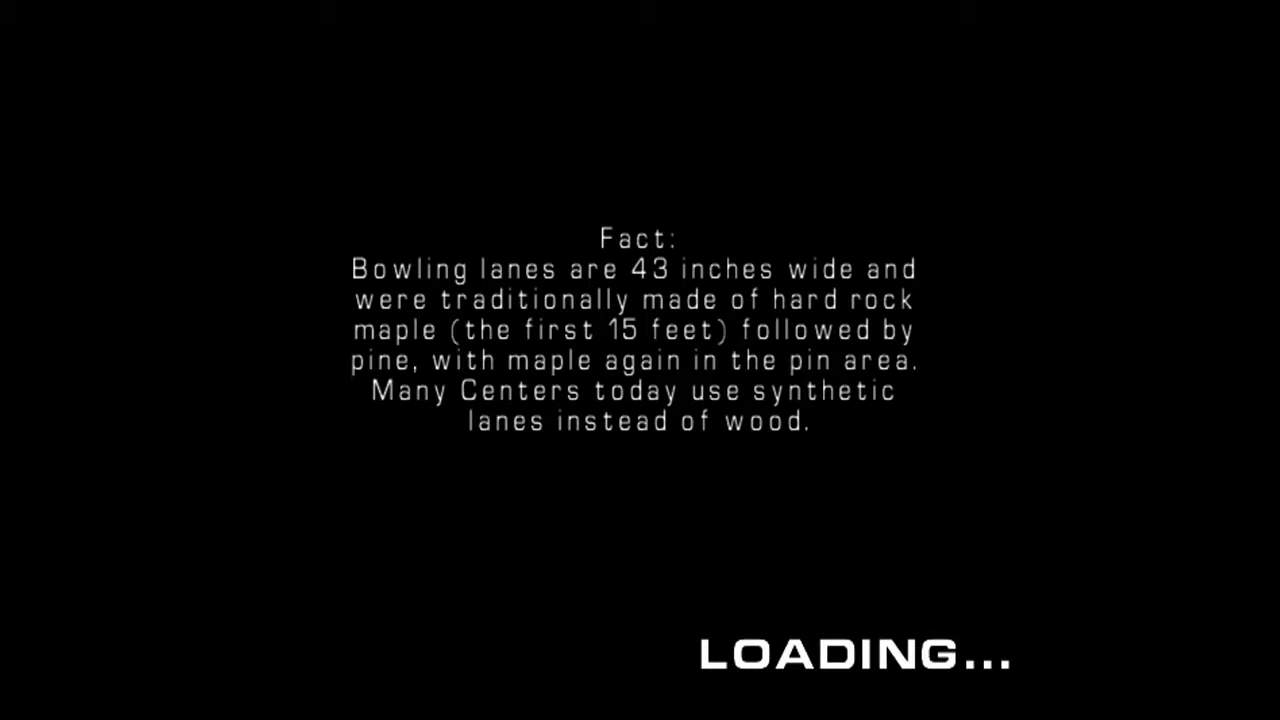 Fact:
Bowling lanes are 43 inches wide and
were traditionally made of hard rock
maple (the first 15 feet) followed by
pine, with maple again in the pin area.
Many Centers today use synthetic
lanes instead of wood.
LOADING...